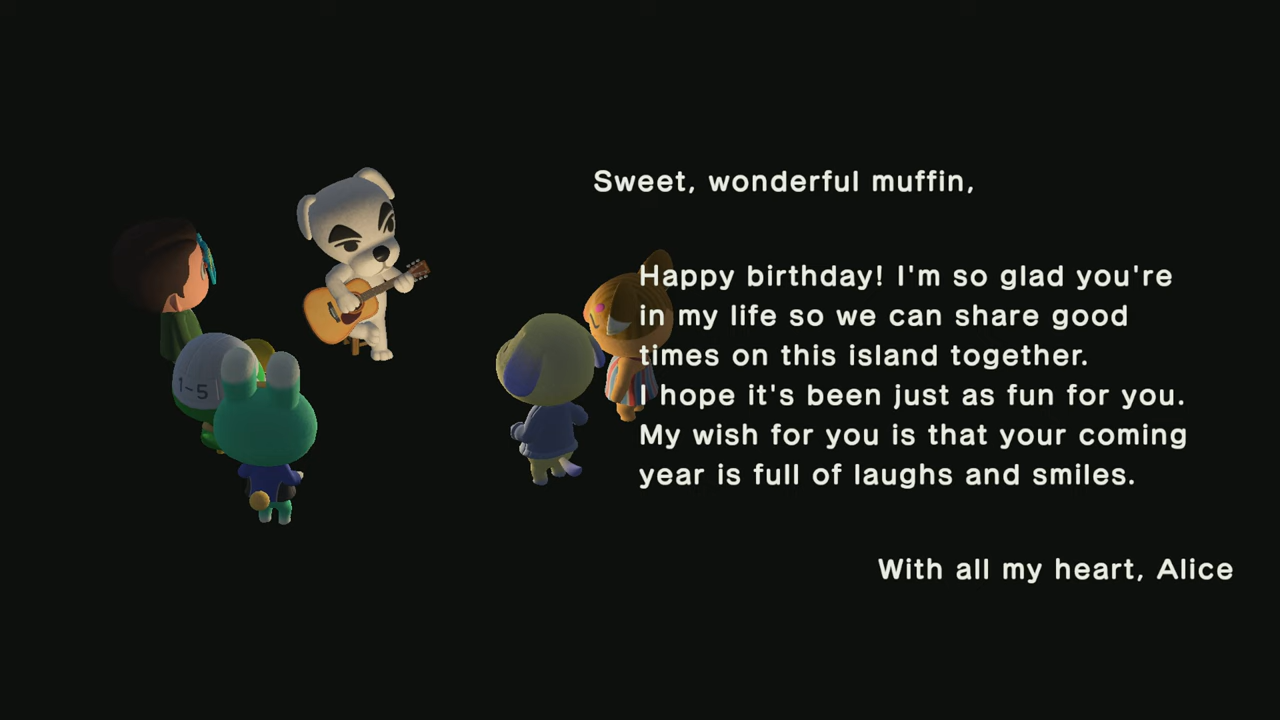 Sweet, wonderful muffin,
Happy birthday! I'm so glad you're
in my life so we can share good
times on this island together.
I hope it's been just as fun for you.
My wish for you is that your coming
year is full of laughs and smiles.
With all my heart, Alice
1-5